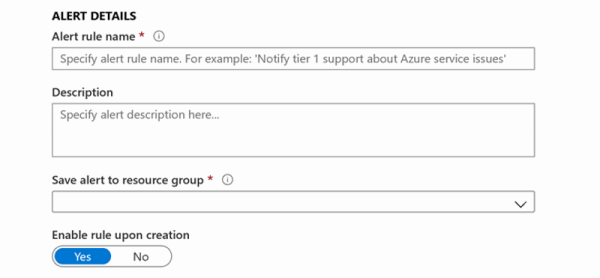 ALERT DETAILS
Alert rule name *
Specify alert rule name. For example: 'Notify tier 1 support about Azure service issues'
Description
Specify alert description here...
Save alert to resource group *
Enable rule upon creation
Yes No